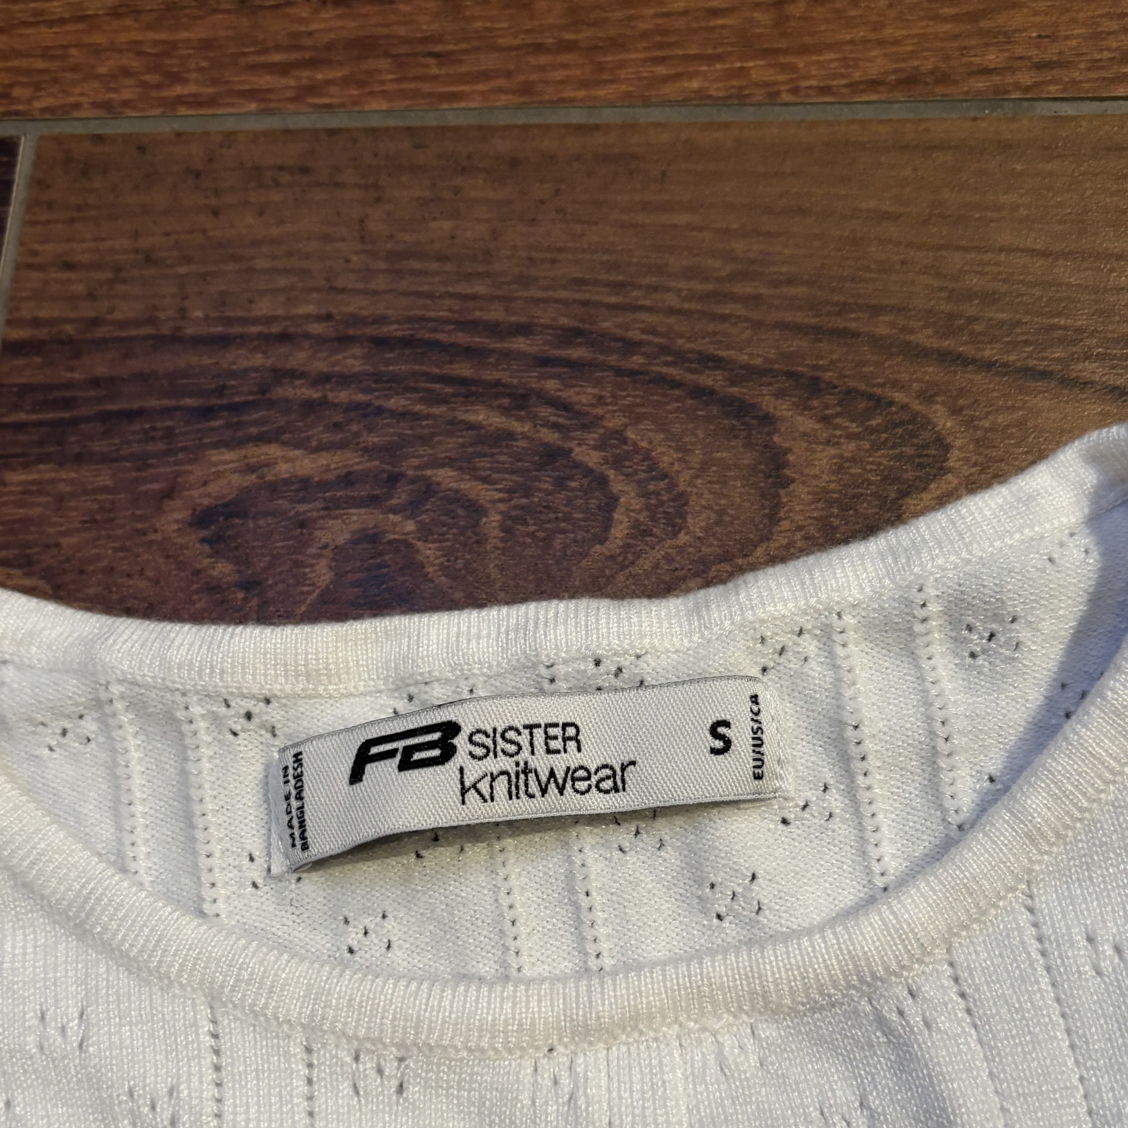 MADE IN
BANGLADESH
FB SISTER
knitwear
S
EU/US/CA